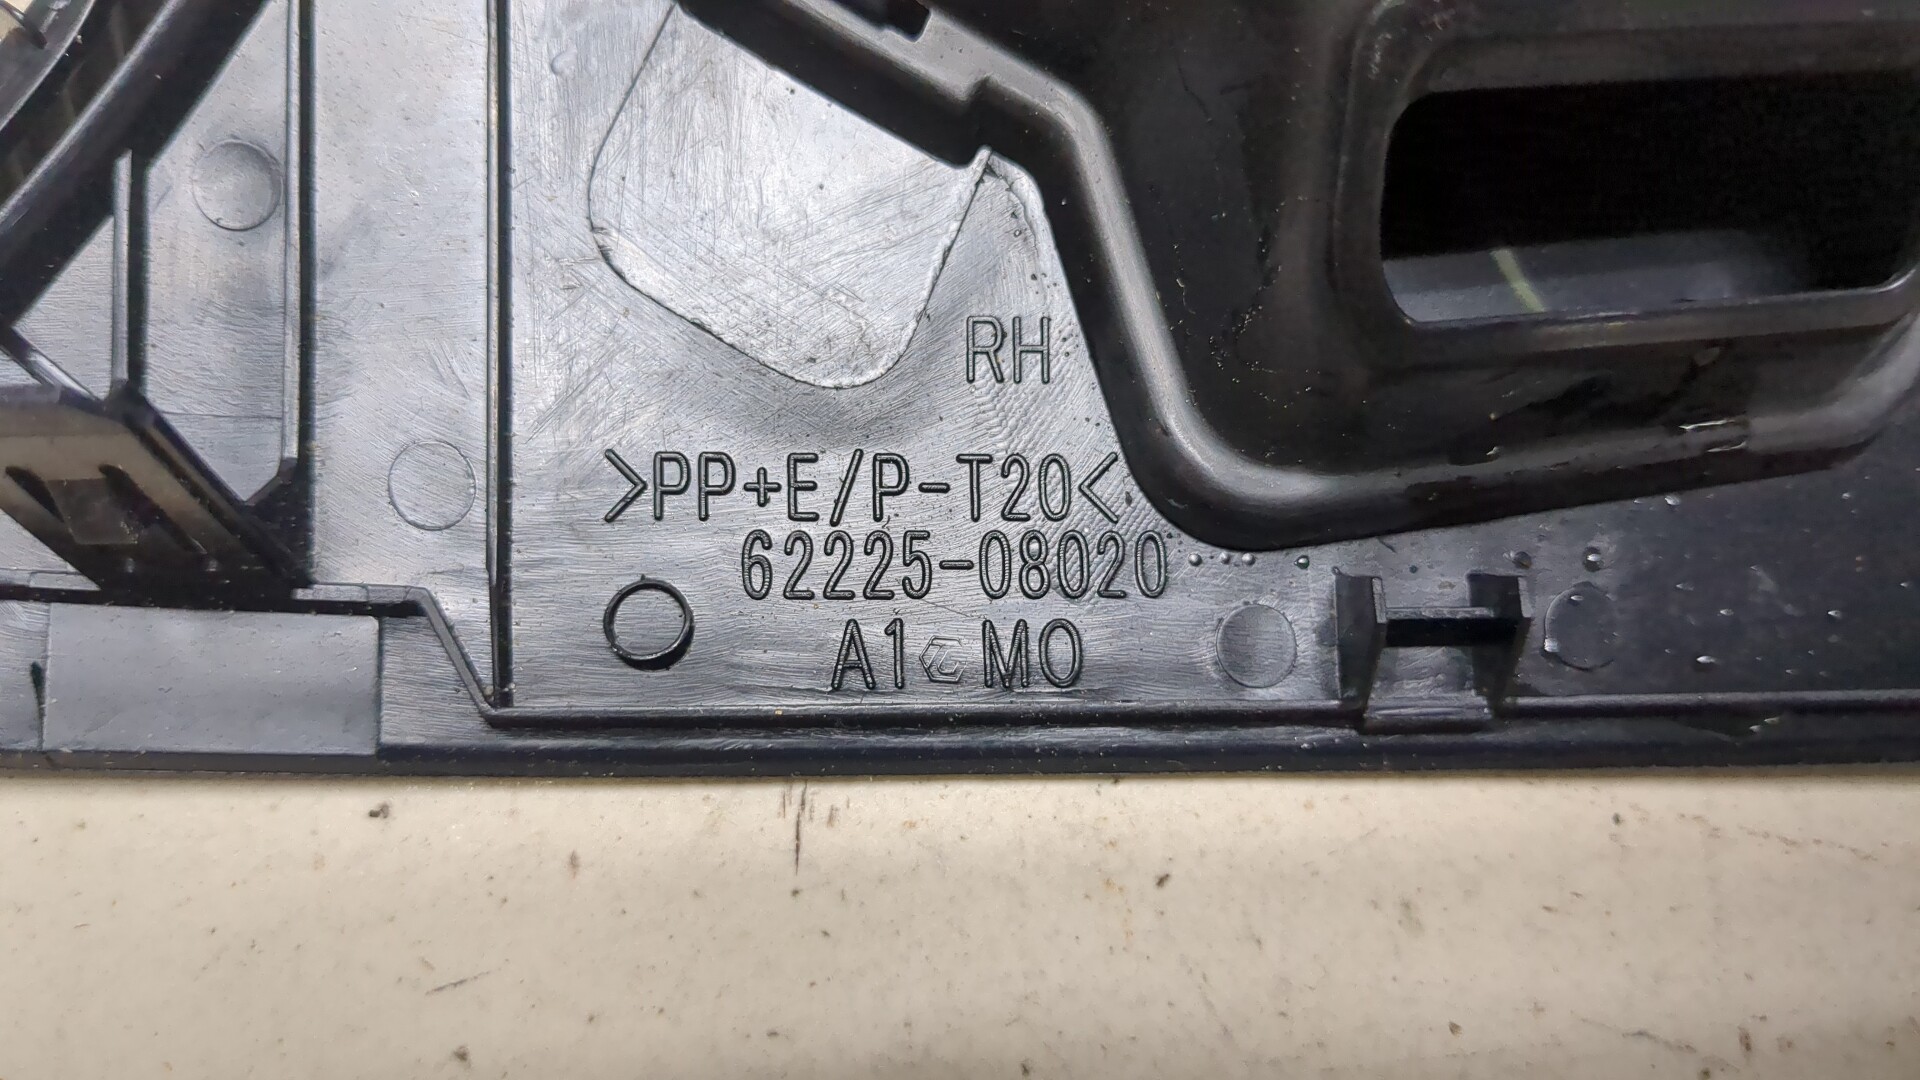 RH
>PP+E/P-T20<
62225-08020
A1 MO